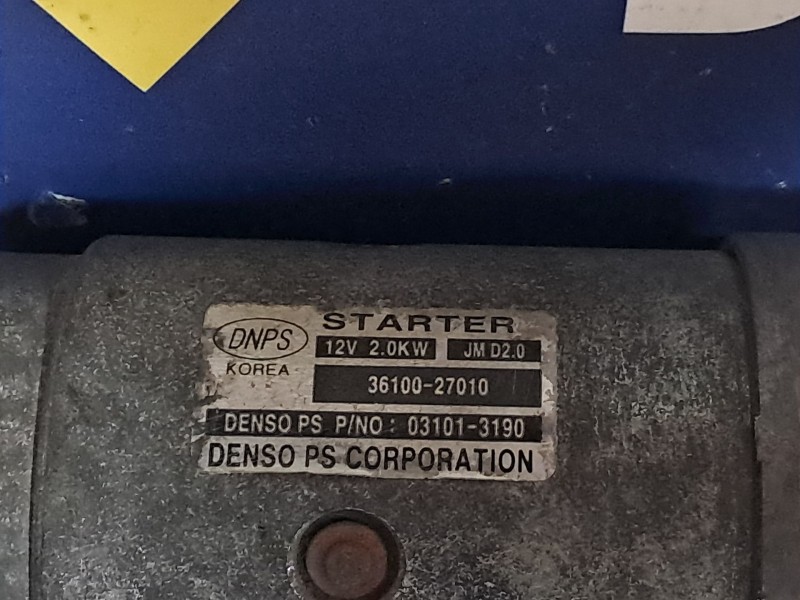 DNPS STARTER
12V 2.0KW JM D2.0
KOREA
36100-27010
DENSO PS P/NO : 03101-3190
DENSO PS CORPORATION